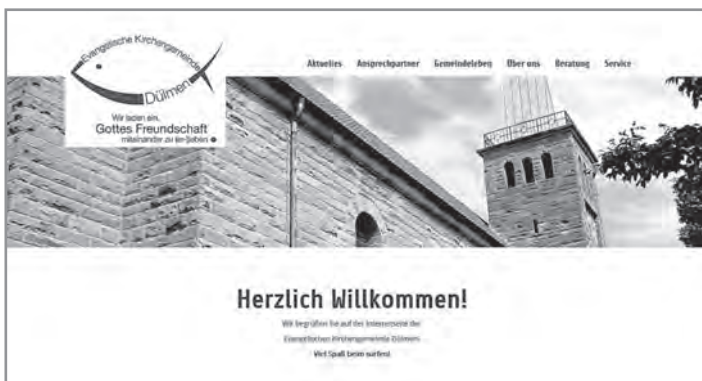 Evangelische Kirchengemeinde
Dülmen
Wir laden ein,
Gottes Freundschaft
miteinander zu (er-)leben
Aktuelles Ansprechpartner Gemeindeleben Über uns Beratung Service
Herzlich Willkommen!
Wir begrüßen Sie auf der Internetseite der
Evangelischen Kirchengemeinde Dülmen!
Viel Spaß beim surfen!